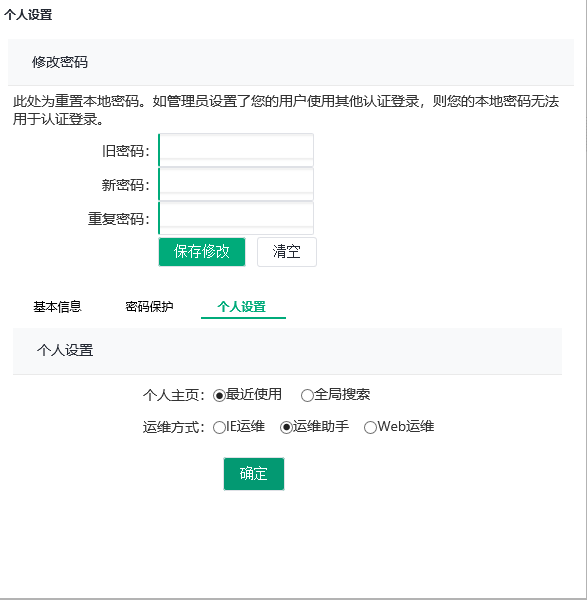 个人设置
修改密码
此处为重置本地密码。如管理员设置了您的用户使用其他认证登录，则您的本地密码无法
用于认证登录。
旧密码：
新密码：
重复密码：
保存修改 清空
基本信息 密码保护 个人设置
个人设置
个人主页： 最近使用 全局搜索
运维方式： IE运维 运维助手 Web运维
确定